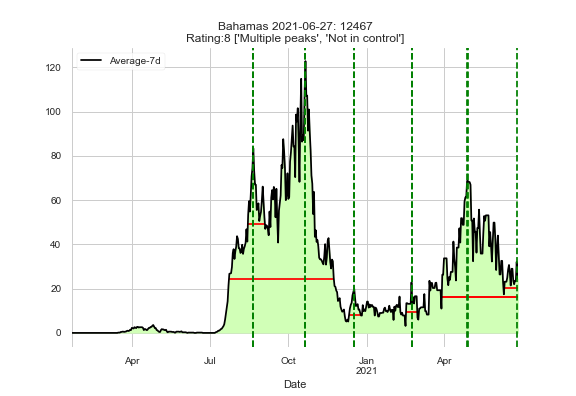 Bahamas 2021-06-27: 12467
Rating:8 ['Multiple peaks', 'Not in control']
Average-7d
120
100
80
60
40
20
0
Apr
Jul
Oct
Jan
2021
Apr
Date